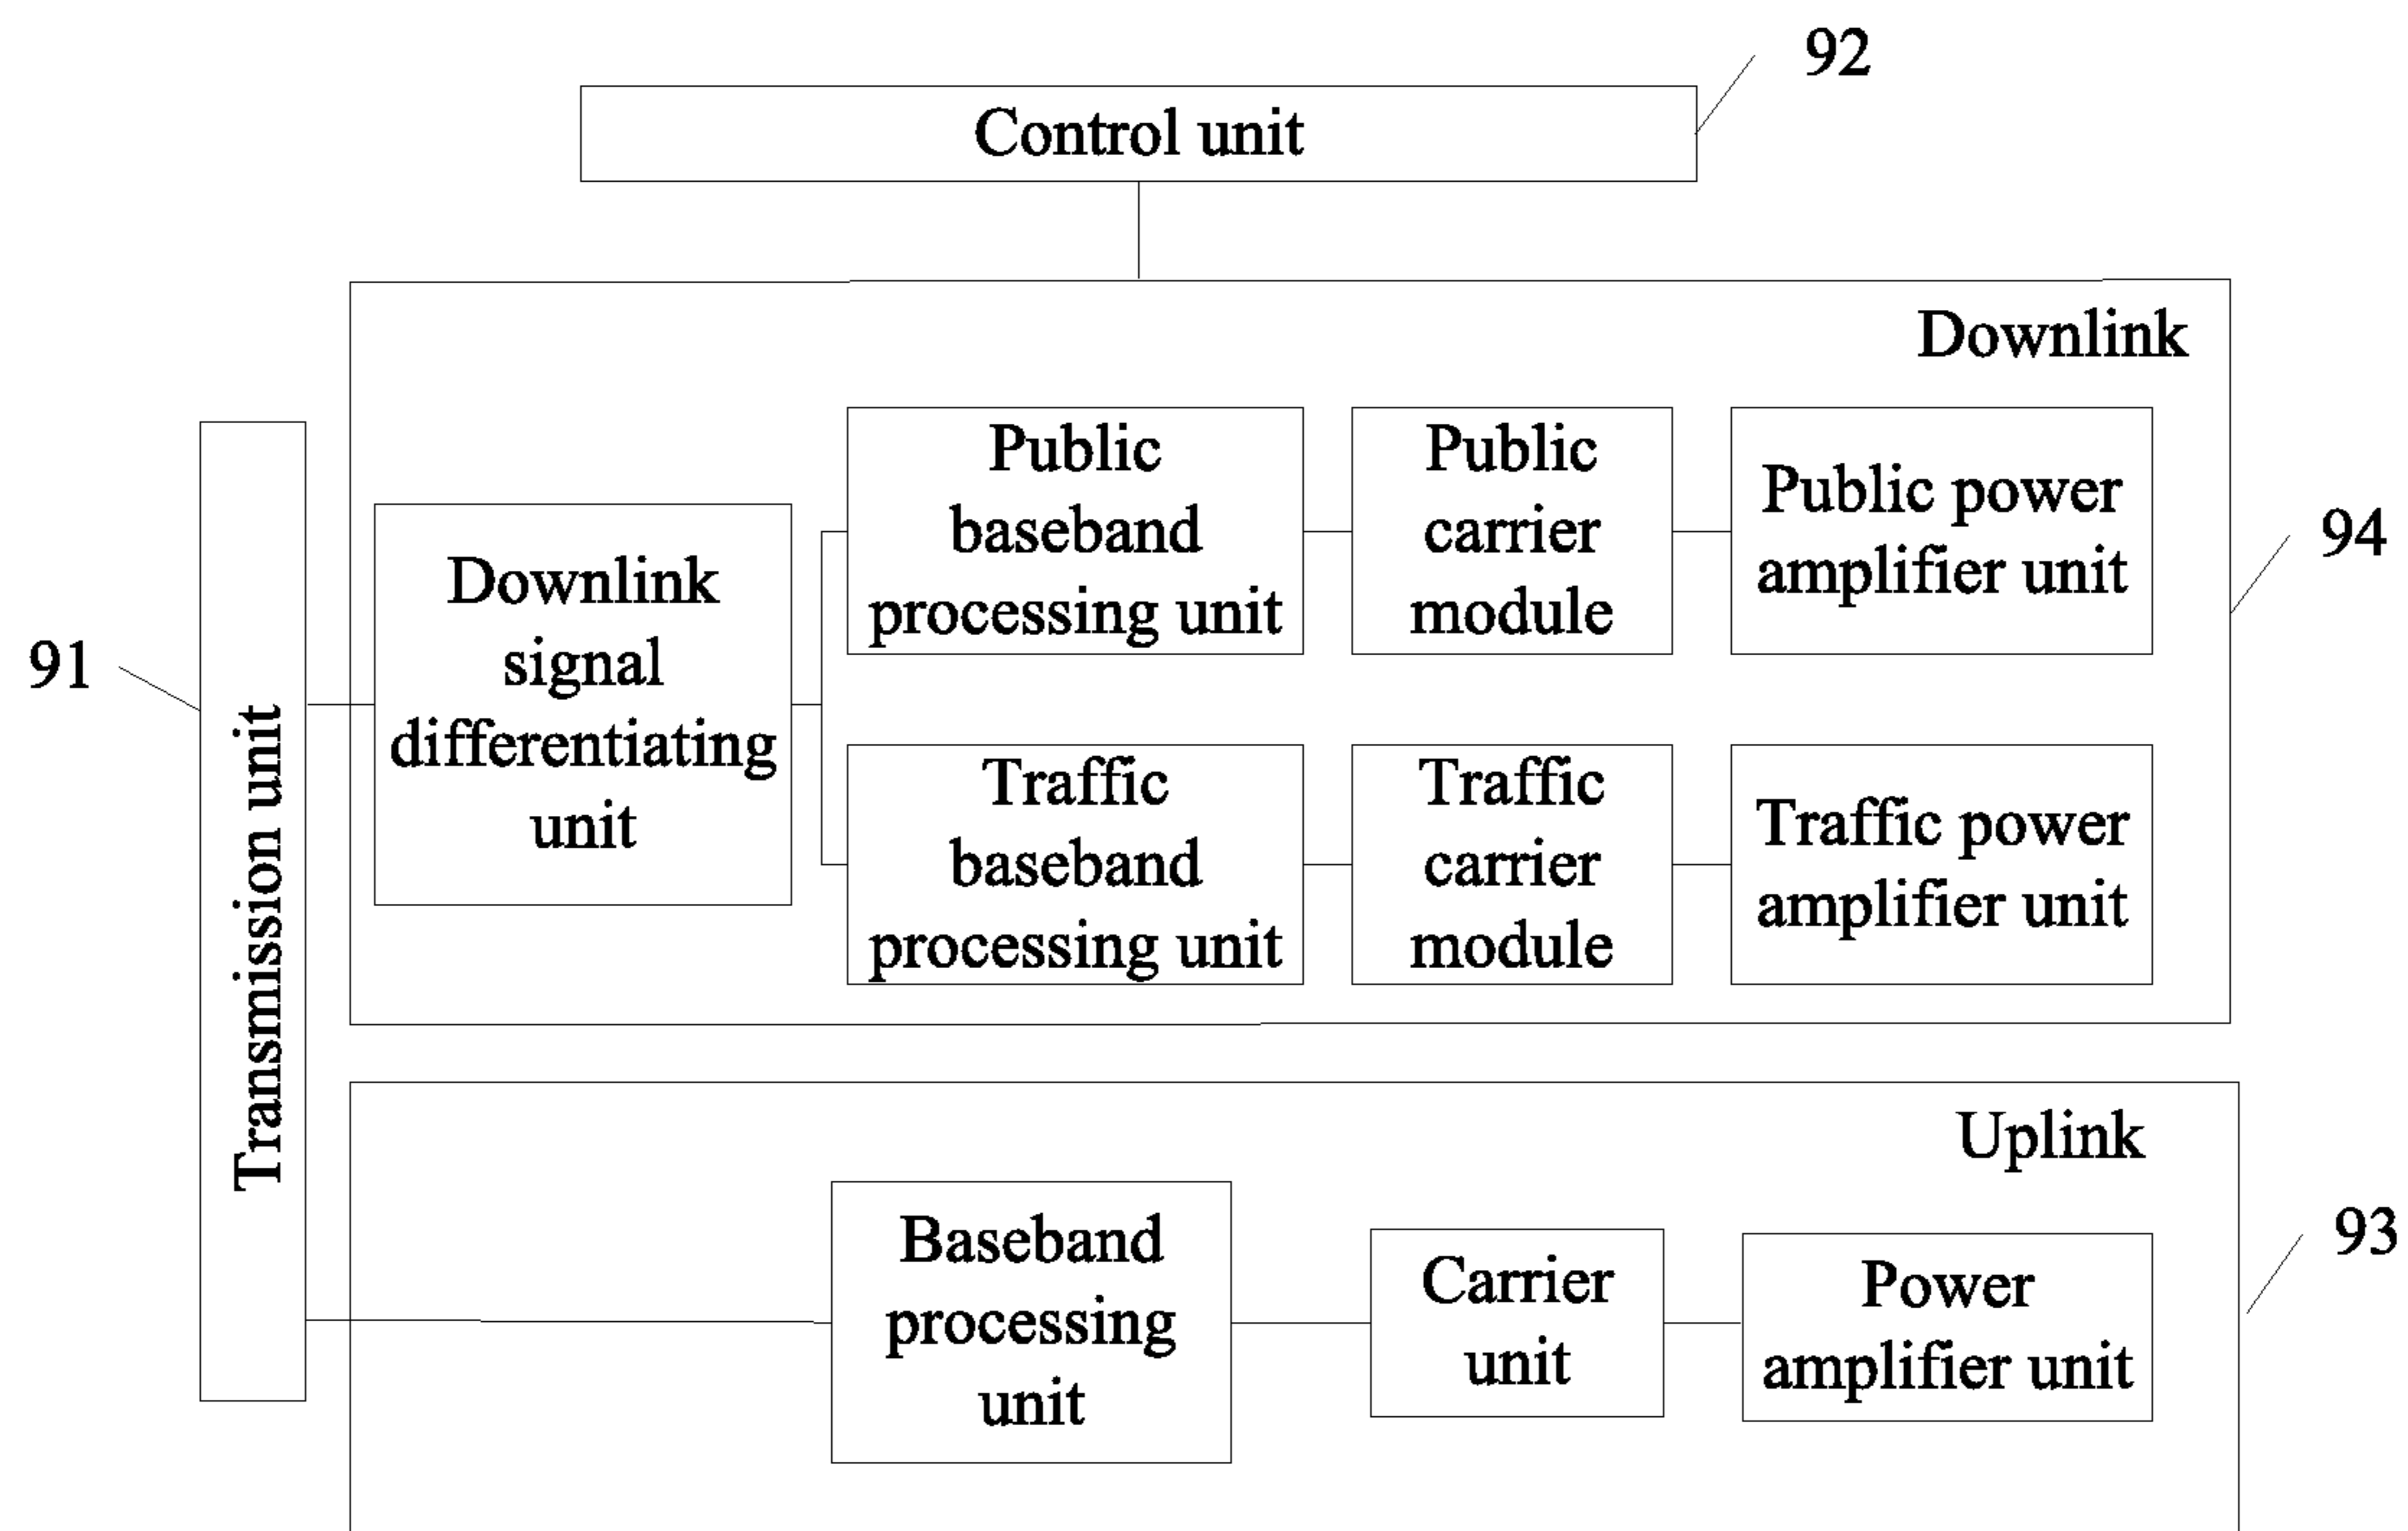 92
Control unit
Downlink
Public
baseband
processing unit
Public
carrier
module
Public power
amplifier unit
94
Downlink
signal
differentiating
unit
91
Transmission unit
Traffic
baseband
processing unit
Traffic
carrier
module
Traffic power
amplifier unit
Uplink
93
Baseband
processing
unit
Carrier
unit
Power
amplifier unit